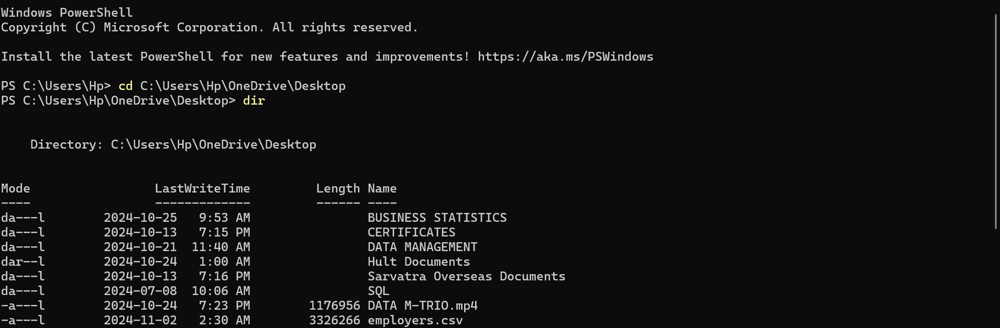 Windows PowerShell
Copyright (C) Microsoft Corporation. All rights reserved.
Install the latest PowerShell for new features and improvements! https://aka.ms/PSWindows
PS C:\Users\Hp> cd C:\Users\Hp\OneDrive\Desktop
PS C:\Users\Hp\OneDrive\Desktop> dir
Directory: C:\Users\Hp\OneDrive\Desktop
Mode LastWriteTime Length Name
---- ------------- ------ ----
da---l 2024-10-25 9:53 AM BUSINESS STATISTICS
da---l 2024-10-13 7:15 PM CERTIFICATES
da---l 2024-10-21 11:40 AM DATA MANAGEMENT
dar--l 2024-10-24 1:00 AM Hult Documents
da---l 2024-10-13 7:16 PM Sarvatra Overseas Documents
da---l 2024-07-08 10:06 AM SQL
-a---l 2024-10-24 7:23 PM 1176956 DATA M-TRIO.mp4
-a---l 2024-11-02 2:30 AM 3326266 employers.csv